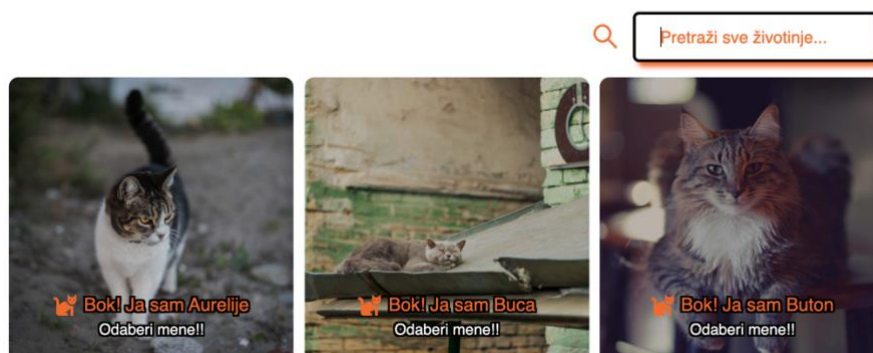 Pretraži sve životinje...
Bok! Ja sam Aurelije
Odaberi mene!!
Bok! Ja sam Buca
Odaberi mene!!
Bok! Ja sam Buton
Odaberi mene!!